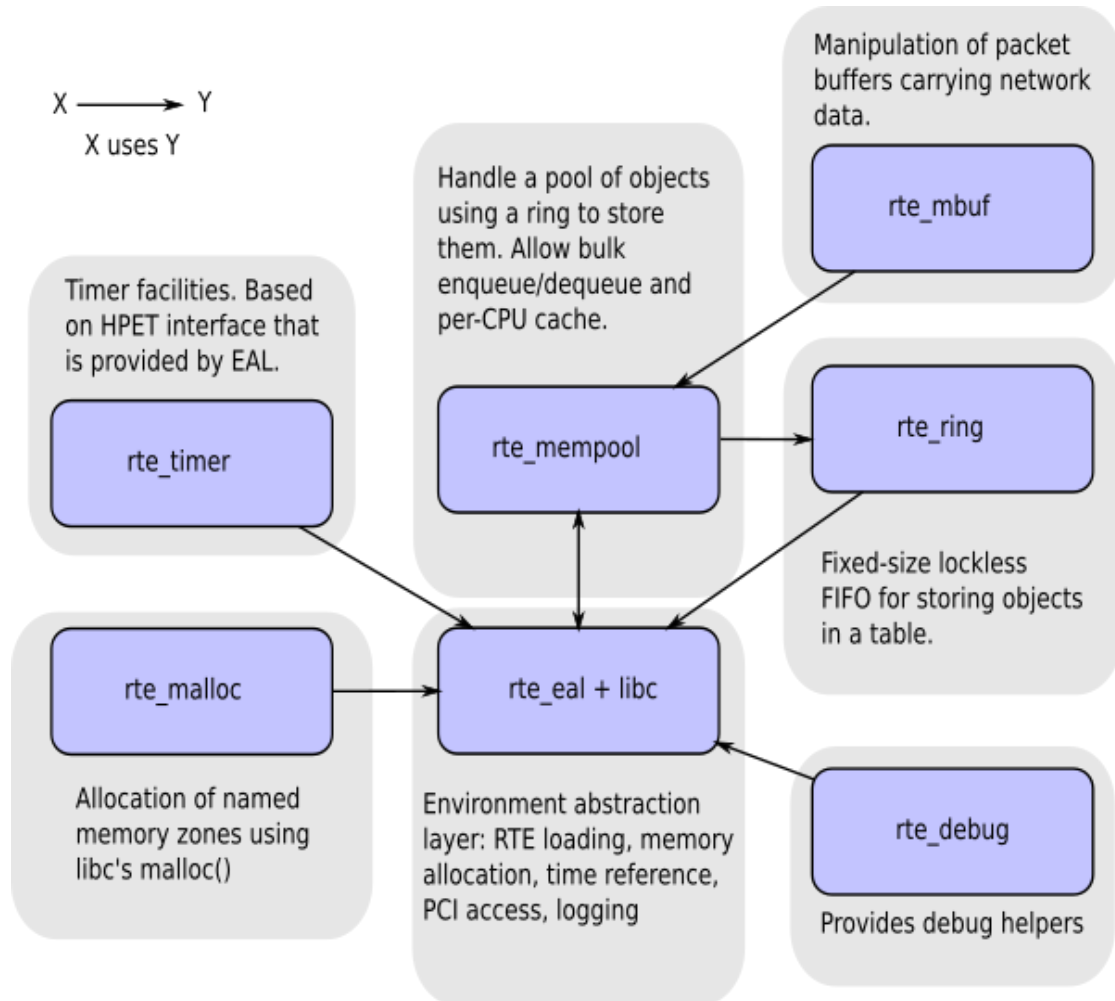 X
Y
X uses Y
Manipulation of packet
buffers carrying network
data.
rte_mbuf
Handle a pool of objects
using a ring to store
them. Allow bulk
enqueue/dequeue and
per-CPU cache.
rte_mempool
Timer facilities. Based
on HPET interface that
is provided by EAL.
rte_timer
rte_ring
Fixed-size lockless
FIFO for storing objects
in a table.
rte_malloc
Allocation of named
memory zones using
libc's malloc()
rte_eal + libc
Environment abstraction
layer: RTE loading, memory
allocation, time reference,
PCI access, logging
rte_debug
Provides debug helpers